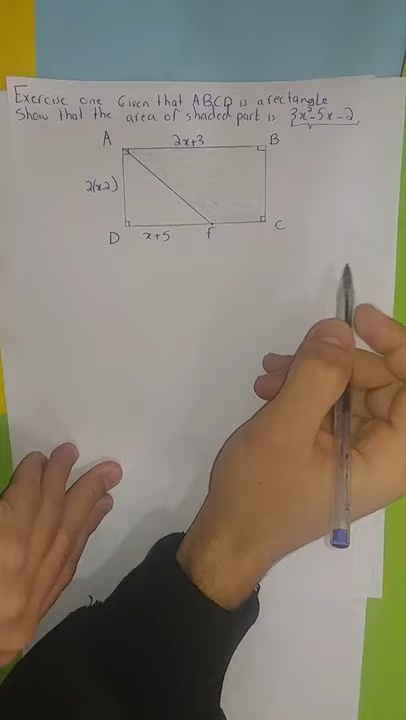 Exercise one Given that ABCD is a rectangle
Show that the area of shaded part is 3x²-5x-2
A 2x+3 B
2(x-2)
D x+5 f C